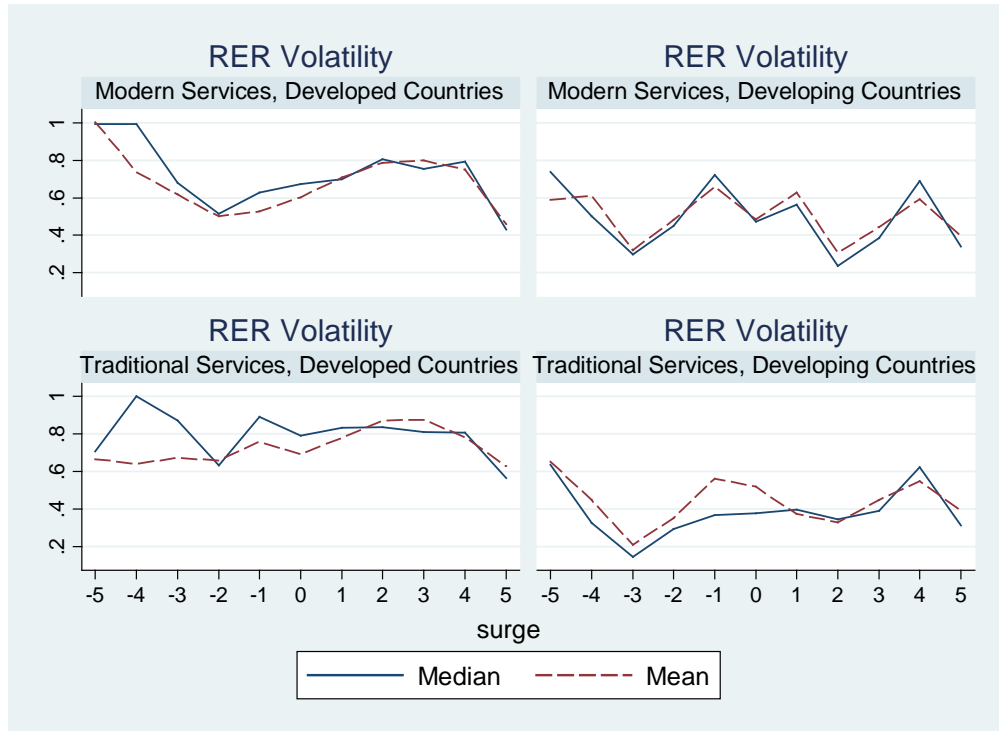 RER Volatility
Modern Services, Developed Countries
RER Volatility
Modern Services, Developing Countries
1
.8
.6
.4
.2
RER Volatility
Traditional Services, Developed Countries
RER Volatility
Traditional Services, Developing Countries
1
.8
.6
.4
.2
-5 -4 -3 -2 -1 0 1 2 3 4 5
-5 -4 -3 -2 -1 0 1 2 3 4 5
surge
Median Mean